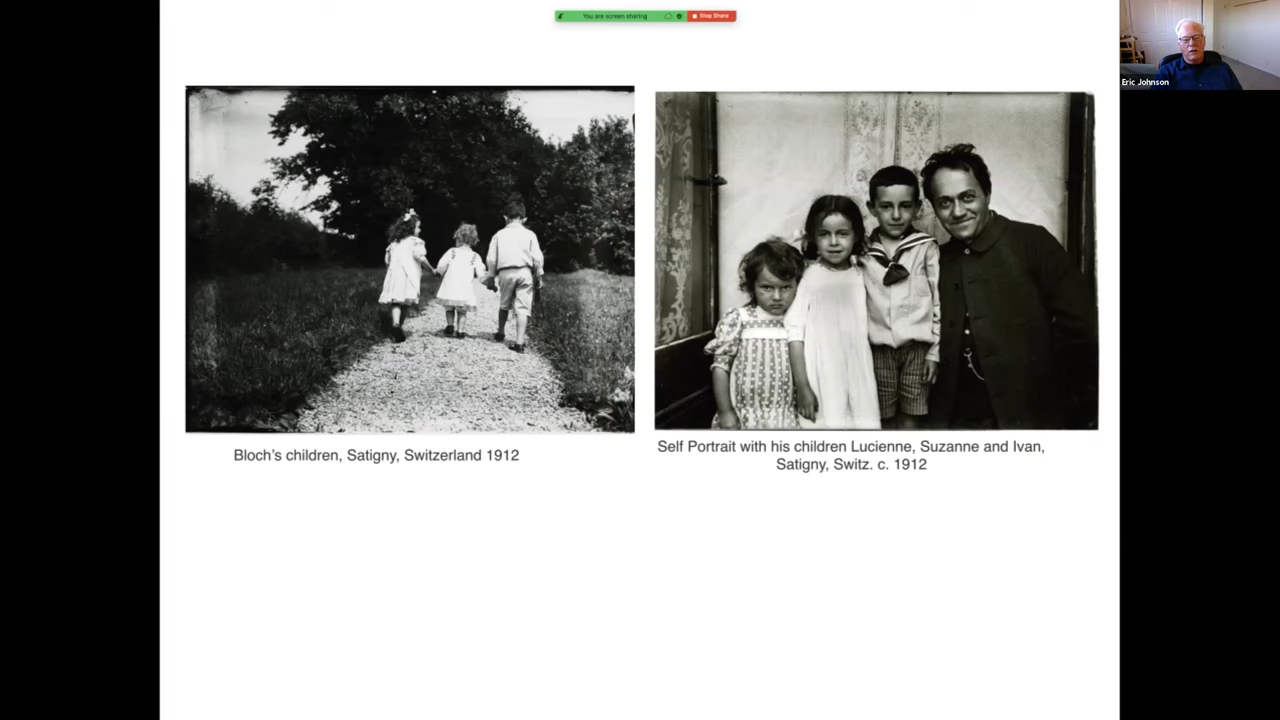 You are screen sharing
Stop Share
Eric Johnson
Bloch's children, Satigny, Switzerland 1912
Self Portrait with his children Lucienne, Suzanne and Ivan,
Satigny, Switz. c. 1912